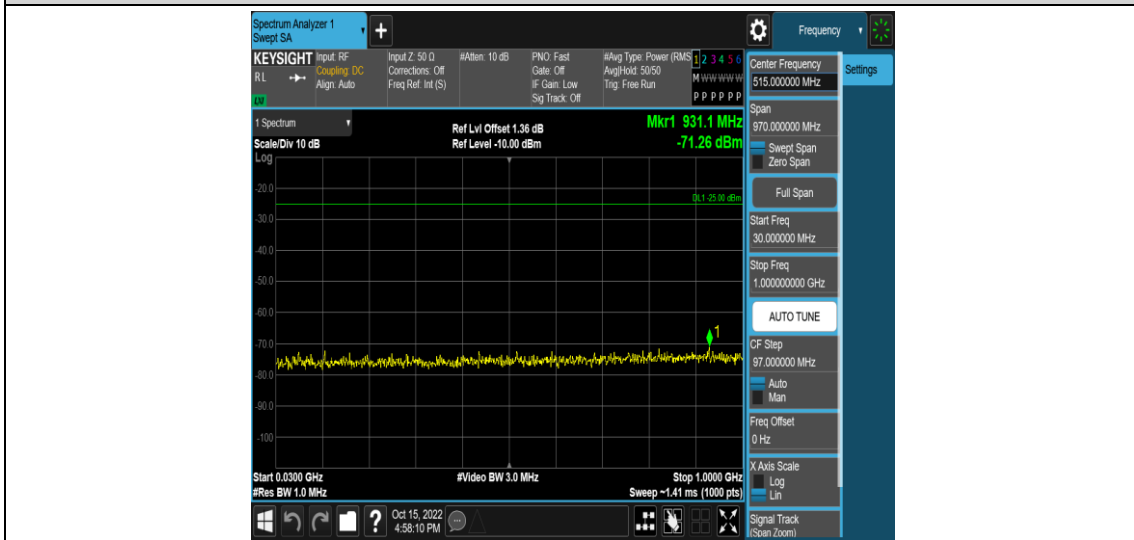 Spectrum Analyzer 1
Swept SA
+
Frequency
KEYSIGHT
RL
LXI
Input: RF
Coupling: DC
Align: Auto
Input Z: 50 Ω
Corrections: Off
Freq Ref: Int (S)
#Atten: 10 dB
PNO: Fast
Gate: Off
IF Gain: Low
Sig Track: Off
#Avg Type: Power (RMS
Avg|Hold: 50/50
Trig: Free Run
1 2 3 4 5 6
M W W W W W
P P P P P P
Center Frequency
515.000000 MHz
Settings
1 Spectrum
Scale/Div 10 dB
Log
Ref Lvl Offset 1.36 dB
Ref Level -10.00 dBm
Mkr1 931.1 MHz
-71.26 dBm
Span
970.000000 MHz
Swept Span
Zero Span
Full Span
-20.0
DL1 -25.00 dBm
-30.0
-40.0
-50.0
-60.0
-70.0
-80.0
-90.0
-100
1
Start Freq
30.000000 MHz
Stop Freq
1.000000000 GHz
AUTO TUNE
CF Step
97.000000 MHz
Auto
Man
Freq Offset
0 Hz
X Axis Scale
Log
Lin
Signal Track
(Span Zoom)
Start 0.0300 GHz
#Res BW 1.0 MHz
#Video BW 3.0 MHz
Stop 1.0000 GHz
Sweep ~1.41 ms (1000 pts)
?
Oct 15, 2022
4:58:10 PM